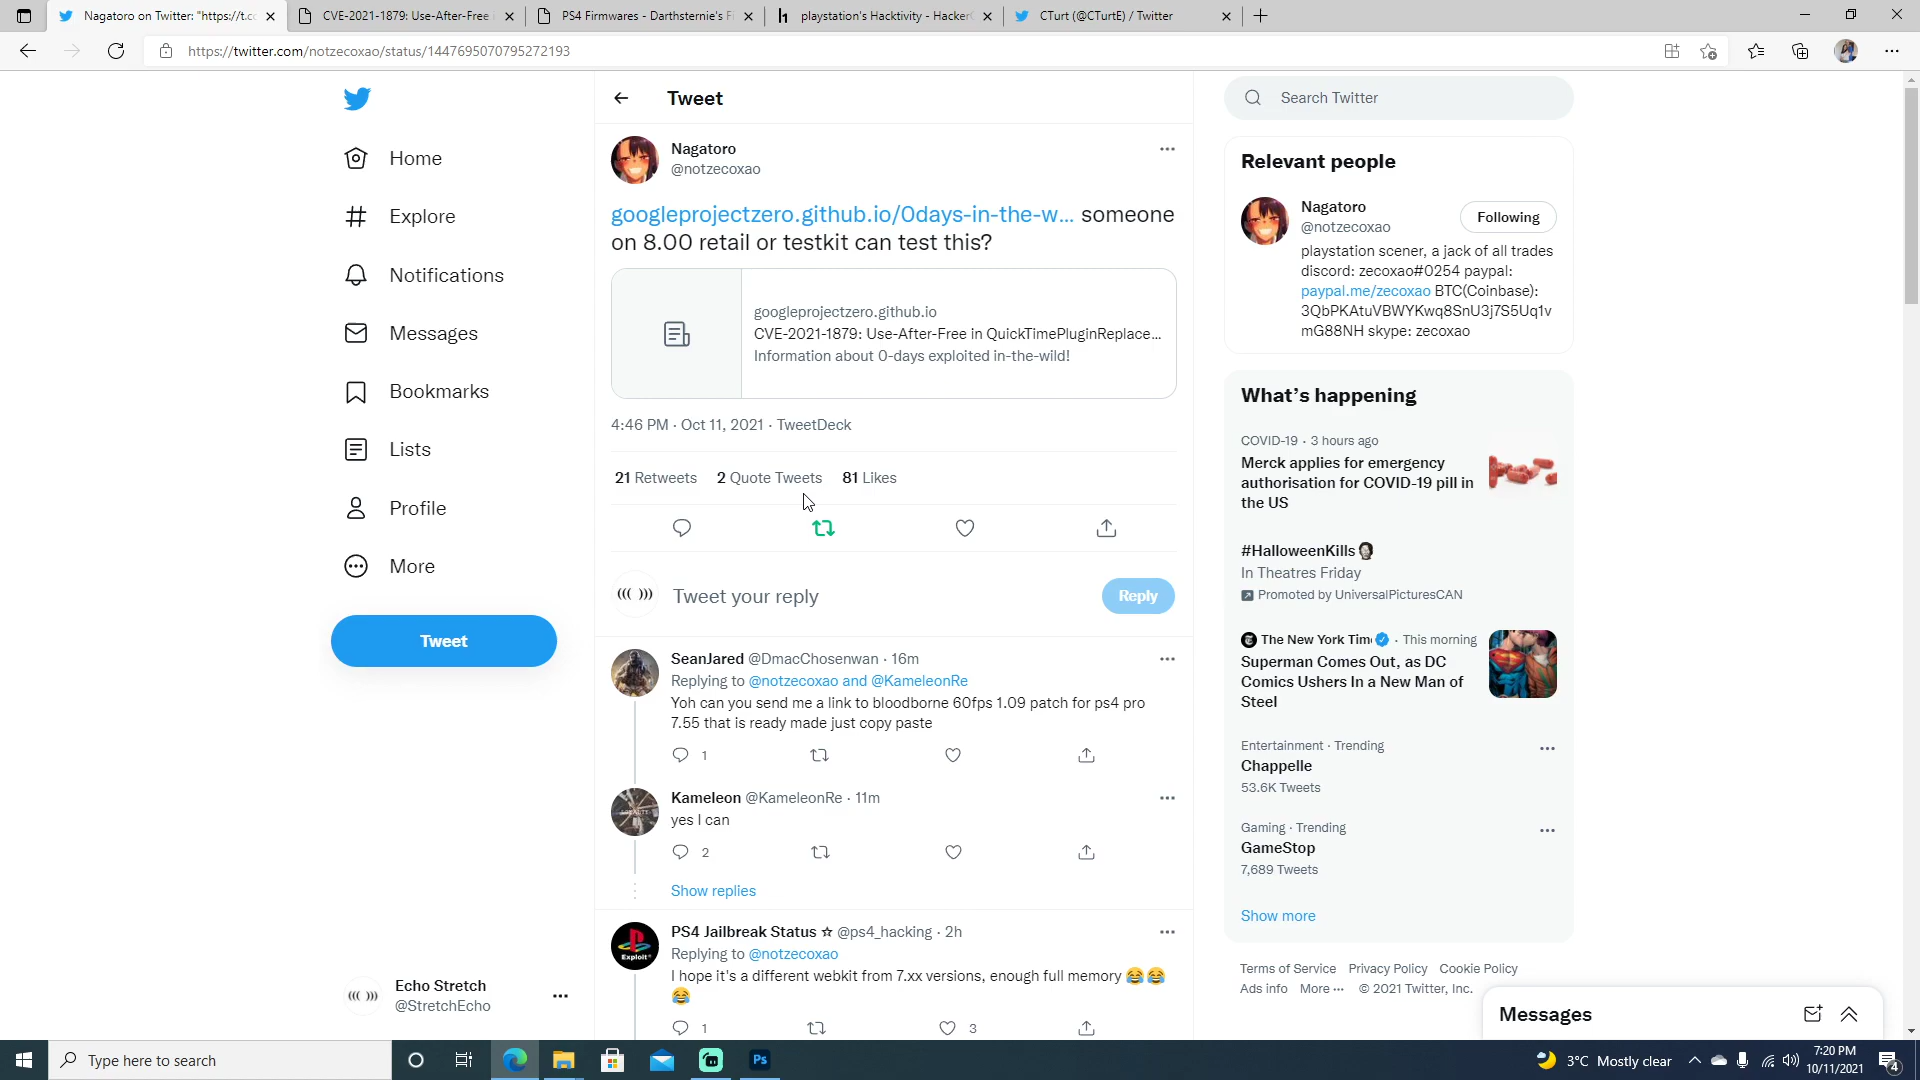 Nagatoro on Twitter: "https://t.cc
CVE-2021-1879: Use-After-Free
PS4 Firmwares - Darthsternie's Fi
playstation's Hacktivity - Hacker
CTurt (@CTurtE) / Twitter
https://twitter.com/notzecoxao/status/1447695070795272193
Home
Explore
Notifications
Messages
Bookmarks
Lists
Profile
More
Tweet
Echo Stretch
@StretchEcho
Tweet
Nagatoro
@notzecoxao
googleprojectzero.github.io/0days-in-the-w... someone
on 8.00 retail or testkit can test this?
googleprojectzero.github.io
CVE-2021-1879: Use-After-Free in QuickTimePluginReplace...
Information about 0-days exploited in-the-wild!
4:46 PM · Oct 11, 2021 · TweetDeck
21 Retweets 2 Quote Tweets 81 Likes
((( ))) Tweet your reply
Reply
SeanJared @DmacChosenwan · 16m
Replying to @notzecoxao and @KameleonRe
Yoh can you send me a link to bloodborne 60fps 1.09 patch for ps4 pro
7.55 that is ready made just copy paste
1
Kameleon @KameleonRe · 11m
yes I can
2
Show replies
Exploit
PS4 Jailbreak Status ☆ @ps4_hacking · 2h
Replying to @notzecoxao
I hope it's a different webkit from 7.xx versions, enough full memory 😂😂
😂
1 3
Search Twitter
Relevant people
Nagatoro
@notzecoxao
Following
playstation scener, a jack of all trades
discord: zecoxao#0254 paypal:
paypal.me/zecoxao BTC(Coinbase):
3QbPKAtuVBWYKwq8SnU3j7S5Uq1v
mG88NH skype: zecoxao
What's happening
COVID-19 · 3 hours ago
Merck applies for emergency
authorisation for COVID-19 pill in
the US
#HalloweenKills
In Theatres Friday
Promoted by UniversalPicturesCAN
The New York Tim · This morning
Superman Comes Out, as DC
Comics Ushers In a New Man of
Steel
Entertainment · Trending
Chappelle
53.6K Tweets
Gaming · Trending
GameStop
7,689 Tweets
Show more
Terms of Service Privacy Policy Cookie Policy
Ads info More ··· © 2021 Twitter, Inc.
Messages
Type here to search
Ps
3°C Mostly clear
7:20 PM
10/11/2021
4